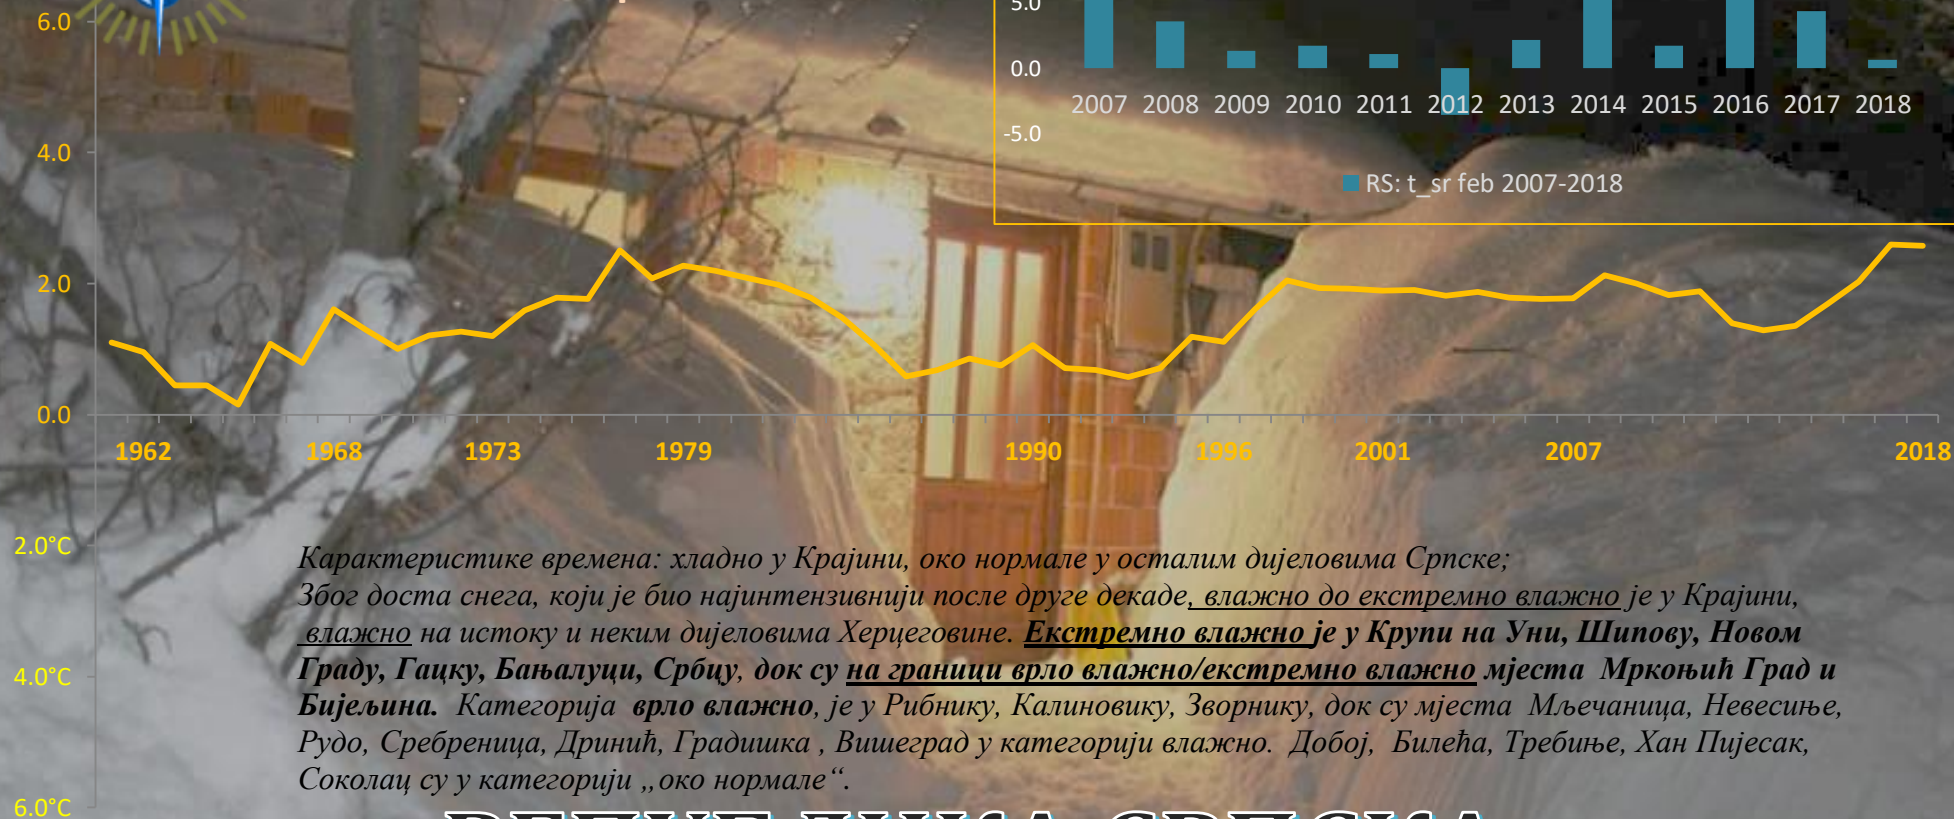 6.0
4.0
2.0
0.0
2.0°C
4.0°C
6.0°C
1962 1968 1973 1979 1990 1996 2001 2007 2018
5.0
0.0
-5.0
2007 2008 2009 2010 2011 2012 2013 2014 2015 2016 2017 2018
RS: t_sr feb 2007-2018
Карактеристике времена: хладно у Крајини, око нормале у осталим дијеловима Српске;
Због доста снега, који је био најинтензивнији после друге декаде, влажно до екстремно влажно је у Крајини,
влажно на истоку и неким дијеловима Херцеговине. Екстремно влажно је у Крупи на Уни, Шипову, Новом
Граду, Гацку, Бањалуци, Србцу, док су на граници врло влажно/екстремно влажно мјеста Мркоњић Град и
Бијељина. Категорија врло влажно, је у Рибнику, Калиновику, Зворнику, док су мјеста Мљечаница, Невесиње,
Рудо, Сребреница, Дринић, Градишка , Вишеград у категорији влажно. Добој, Билећа, Требиње, Хан Пијесак,
Соколац су у категорији „око нормале“.